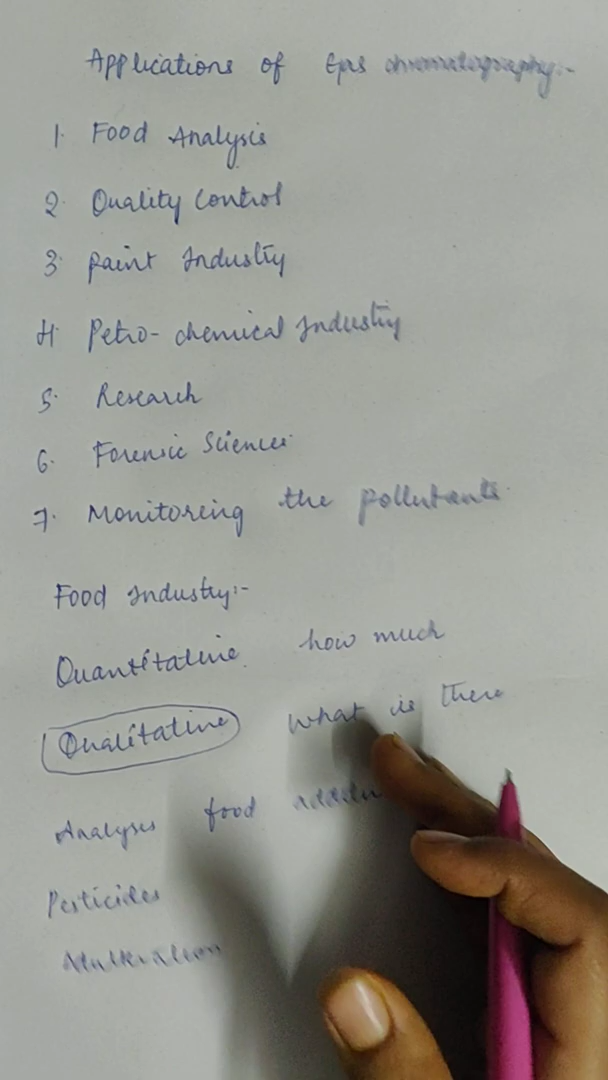 Applications of Gas chromatography:-
1. Food Analysis
2. Quality Control
3. paint Industry
4. Petro-chemical Industry
5. Research
6. Forensic Sciences
7. Monitoring the pollutants
Food Industry:-
Quantitative how much
Qualitative What is there
Analyses food
Pesticides
Adulteration